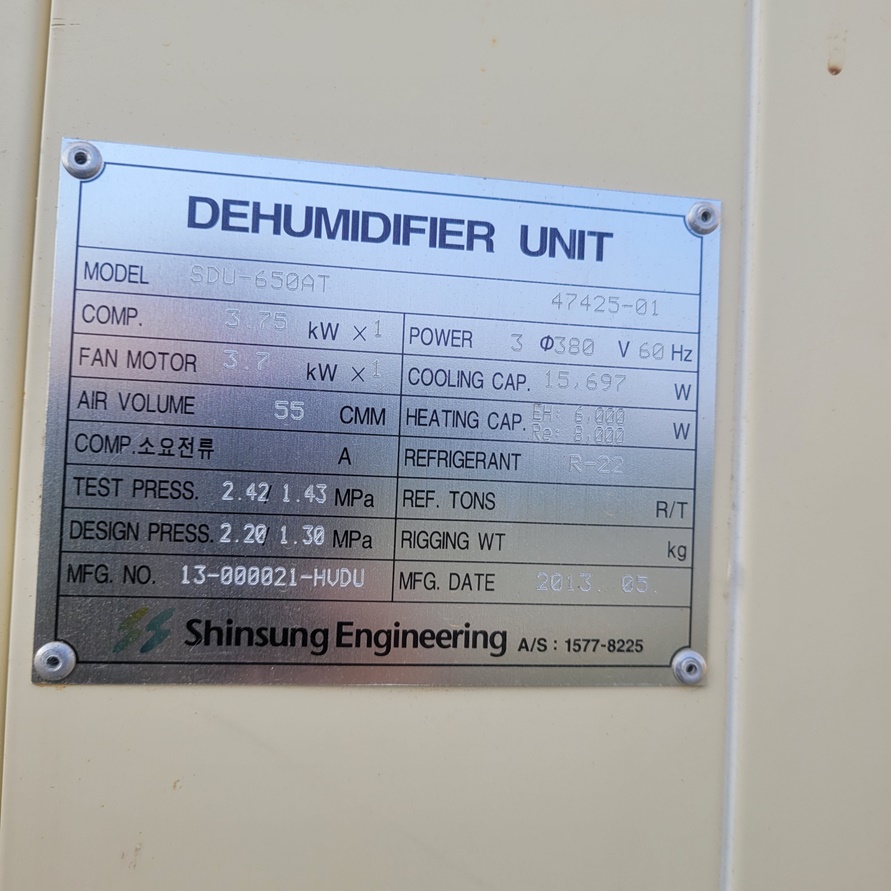 DEHUMIDIFIER UNIT
MODEL SDU-650AT 47425-01
COMP. 3.75 kW ×1 POWER 3 Φ380 V 60 Hz
FAN MOTOR 3.7 kW ×1 COOLING CAP. 15,697 W
AIR VOLUME 55 CMM HEATING CAP. EH: 6,000 W
Re: 8,000
COMP.소요전류 A REFRIGERANT R-22
TEST PRESS. 2.42/1.43 MPa REF. TONS R/T
DESIGN PRESS. 2.20/1.30 MPa RIGGING WT kg
MFG. NO. 13-000021-HVDU MFG. DATE 2013. 05.
Shinsung Engineering A/S : 1577-8225